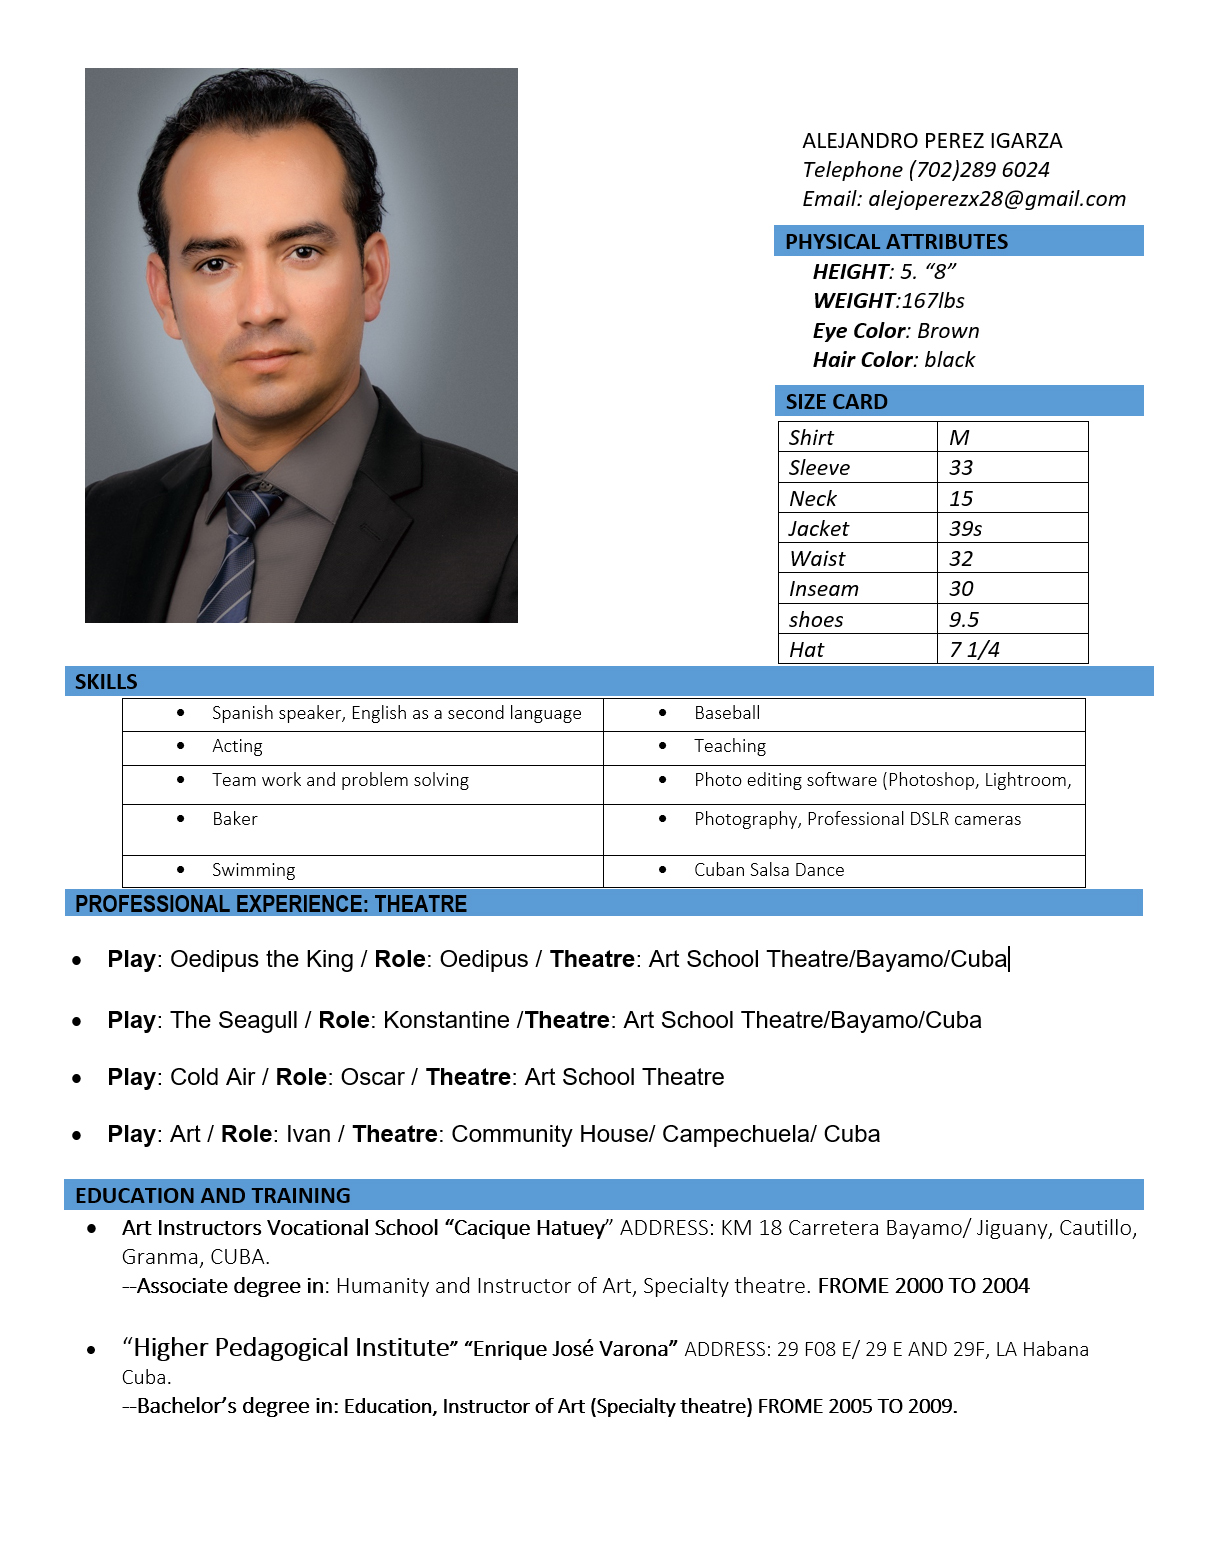 ALEJANDRO PEREZ IGARZA
Telephone (702)289 6024
Email: alejoperezx28@gmail.com
PHYSICAL ATTRIBUTES
HEIGHT: 5. “8”
WEIGHT:167lbs
Eye Color: Brown
Hair Color: black
SIZE CARD
Shirt M
Sleeve 33
Neck 15
Jacket 39s
Waist 32
Inseam 30
shoes 9.5
Hat 7 1/4
SKILLS
• Spanish speaker, English as a second language • Baseball
• Acting • Teaching
• Team work and problem solving • Photo editing software (Photoshop, Lightroom,
• Baker • Photography, Professional DSLR cameras
• Swimming • Cuban Salsa Dance
PROFESSIONAL EXPERIENCE: THEATRE
• Play: Oedipus the King / Role: Oedipus / Theatre: Art School Theatre/Bayamo/Cuba
• Play: The Seagull / Role: Konstantine /Theatre: Art School Theatre/Bayamo/Cuba
• Play: Cold Air / Role: Oscar / Theatre: Art School Theatre
• Play: Art / Role: Ivan / Theatre: Community House/ Campechuela/ Cuba
EDUCATION AND TRAINING
• Art Instructors Vocational School “Cacique Hatuey” ADDRESS: KM 18 Carretera Bayamo/ Jiguany, Cautillo,
Granma, CUBA.
--Associate degree in: Humanity and Instructor of Art, Specialty theatre. FROME 2000 TO 2004
• “Higher Pedagogical Institute” “Enrique José Varona” ADDRESS: 29 F08 E/ 29 E AND 29F, LA Habana
Cuba.
--Bachelor’s degree in: Education, Instructor of Art (Specialty theatre) FROME 2005 TO 2009.